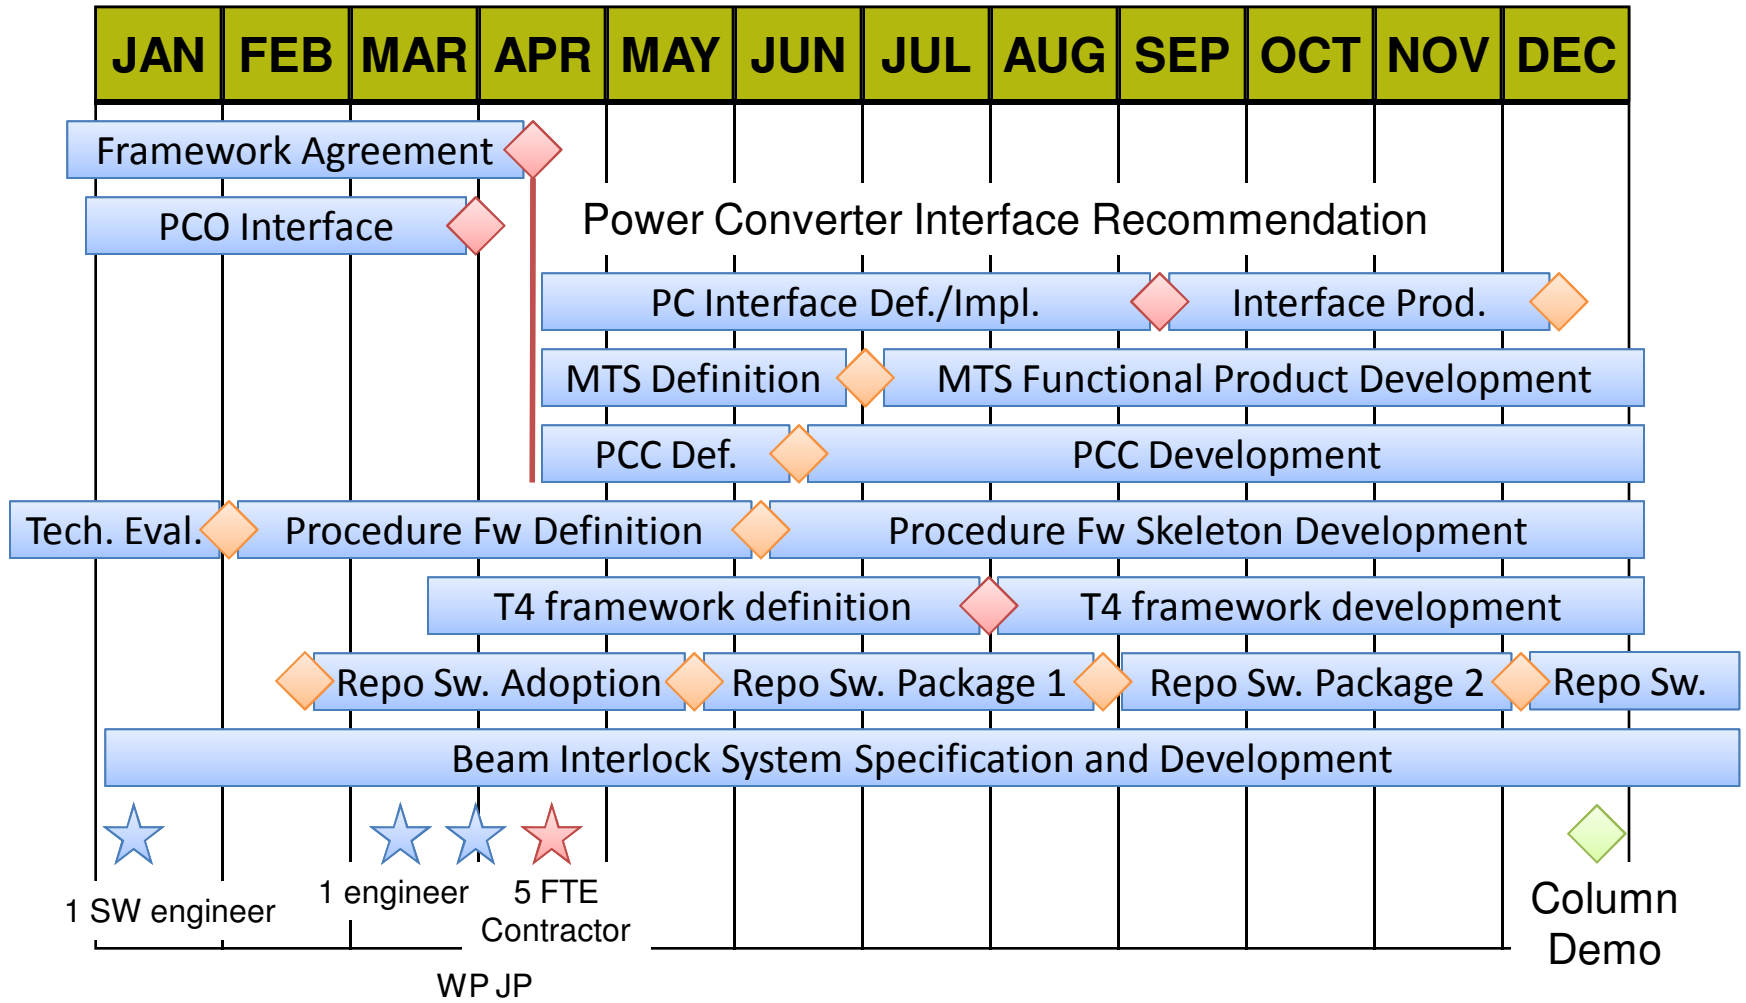 JAN FEB MAR APR MAY JUN JUL AUG SEP OCT NOV DEC
Framework Agreement
PCO Interface
Power Converter Interface Recommendation
PC Interface Def./Impl.
Interface Prod.
MTS Definition
MTS Functional Product Development
PCC Def.
PCC Development
Tech. Eval.
Procedure Fw Definition
Procedure Fw Skeleton Development
T4 framework definition
T4 framework development
Repo Sw. Adoption
Repo Sw. Package 1
Repo Sw. Package 2
Repo Sw.
Beam Interlock System Specification and Development
1 SW engineer
1 engineer
5 FTE
Contractor
WP JP
Column
Demo